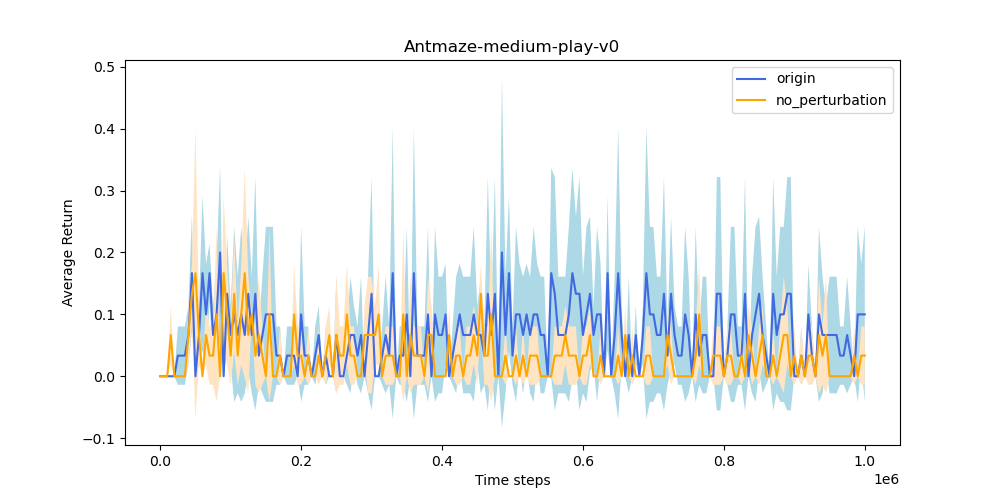 Antmaze-medium-play-v0
origin
no_perturbation
Average Return
0.5
0.4
0.3
0.2
0.1
0.0
−0.1
0.0 0.2 0.4 0.6 0.8 1.0
1e6
Time steps